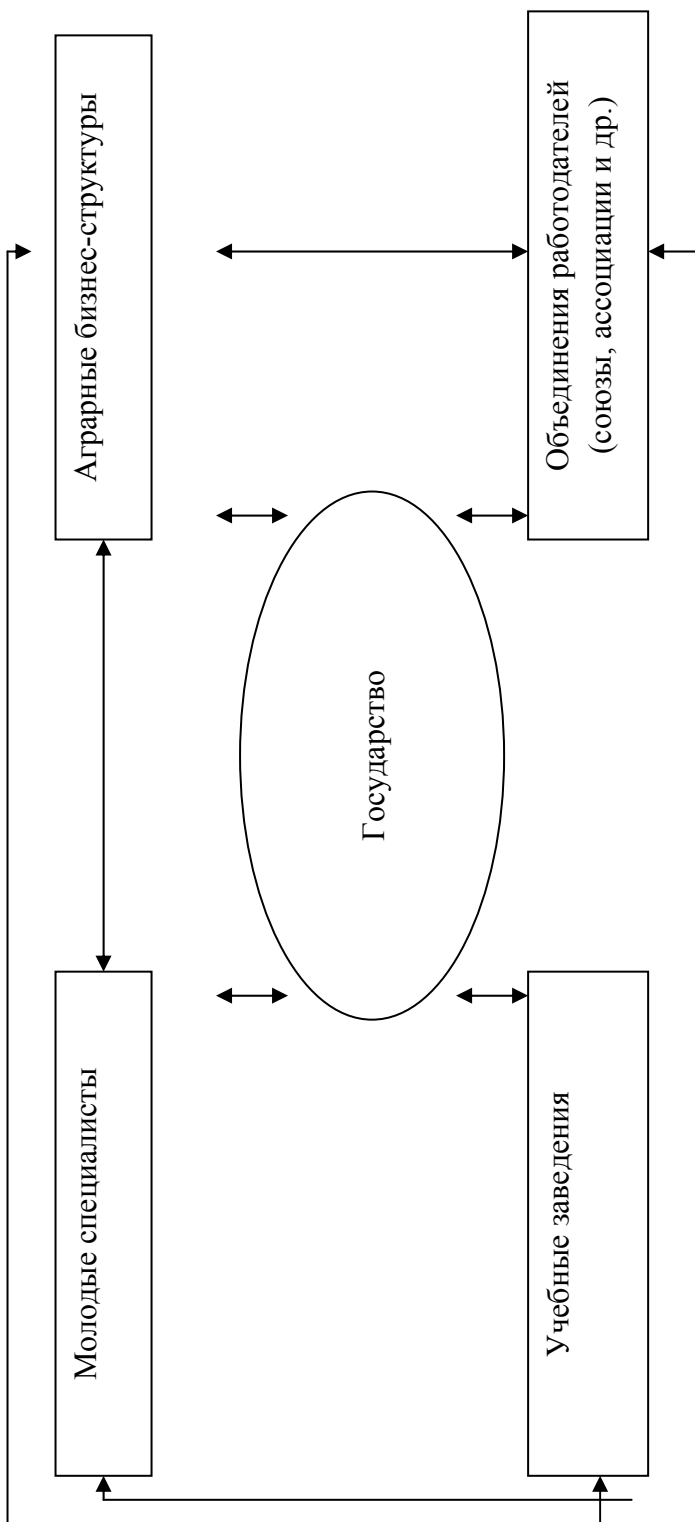 Молодые специалисты
Аграрные бизнес-структуры
Государство
Учебные заведения
Объединения работодателей
(союзы, ассоциации и др.)